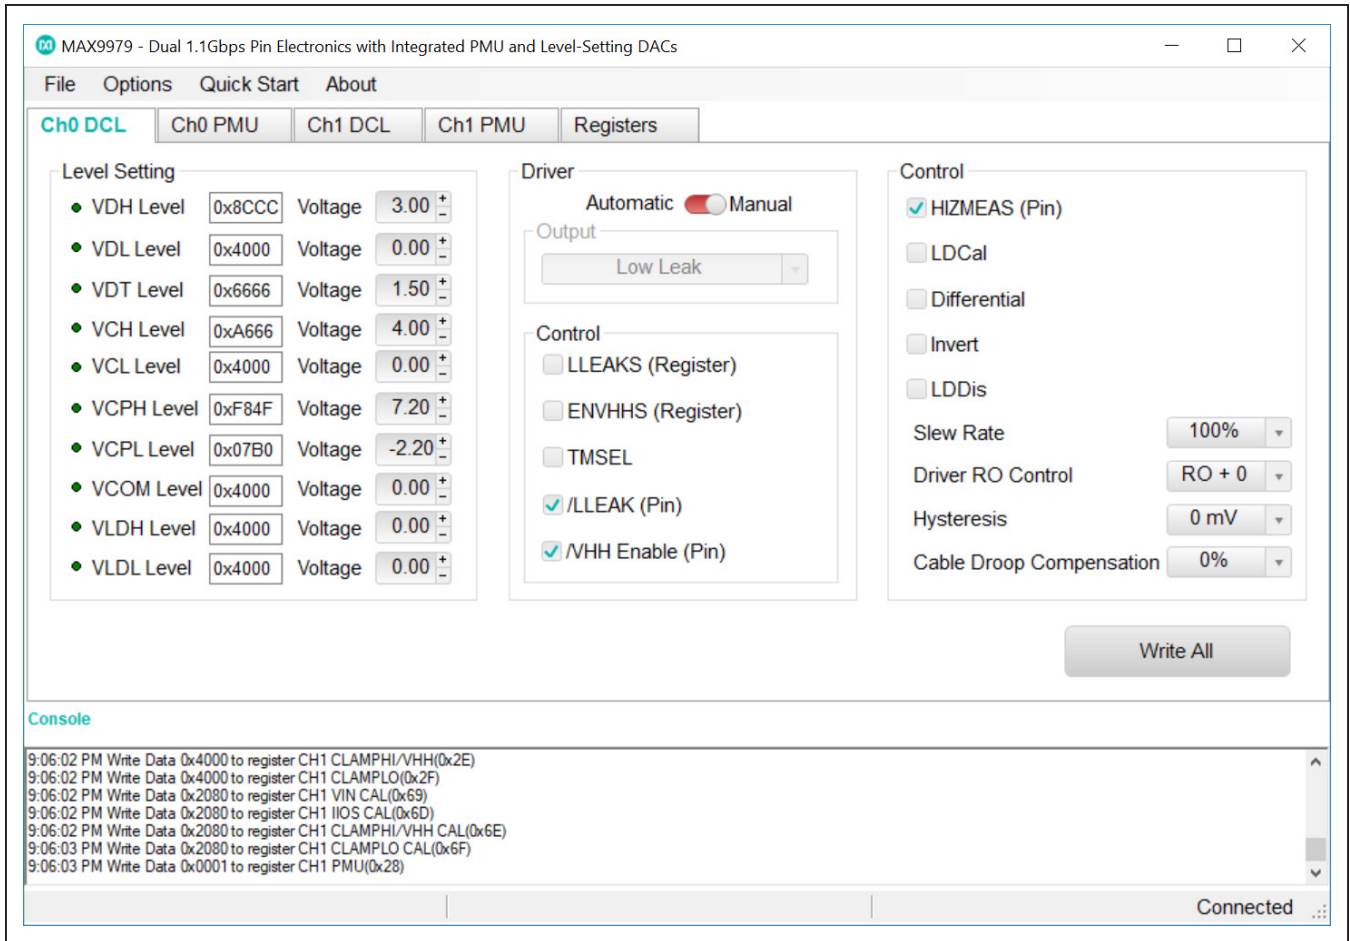 MAX9979 - Dual 1.1Gbps Pin Electronics with Integrated PMU and Level-Setting DACs
File Options Quick Start About
Ch0 DCL Ch0 PMU Ch1 DCL Ch1 PMU Registers
Level Setting
VDH Level 0x8CCC Voltage 3.00
VDL Level 0x4000 Voltage 0.00
VDT Level 0x6666 Voltage 1.50
VCH Level 0xA666 Voltage 4.00
VCL Level 0x4000 Voltage 0.00
VCPH Level 0xF84F Voltage 7.20
VCPL Level 0x07B0 Voltage -2.20
VCOM Level 0x4000 Voltage 0.00
VLDH Level 0x4000 Voltage 0.00
VLDL Level 0x4000 Voltage 0.00
Driver
Automatic Manual
Output
Low Leak
Control
LLEAKS (Register)
ENVHHS (Register)
TMSEL
/LLEAK (Pin)
/VHH Enable (Pin)
Control
HIZMEAS (Pin)
LDCal
Differential
Invert
LDDis
Slew Rate 100%
Driver RO Control RO + 0
Hysteresis 0 mV
Cable Droop Compensation 0%
Write All
Console
9:06:02 PM Write Data 0x4000 to register CH1 CLAMPHI/VHH(0x2E)
9:06:02 PM Write Data 0x4000 to register CH1 CLAMPLO(0x2F)
9:06:02 PM Write Data 0x2080 to register CH1 VIN CAL(0x69)
9:06:02 PM Write Data 0x2080 to register CH1 IIOS CAL(0x6D)
9:06:02 PM Write Data 0x2080 to register CH1 CLAMPHI/VHH CAL(0x6E)
9:06:03 PM Write Data 0x2080 to register CH1 CLAMPLO CAL(0x6F)
9:06:03 PM Write Data 0x0001 to register CH1 PMU(0x28)
Connected